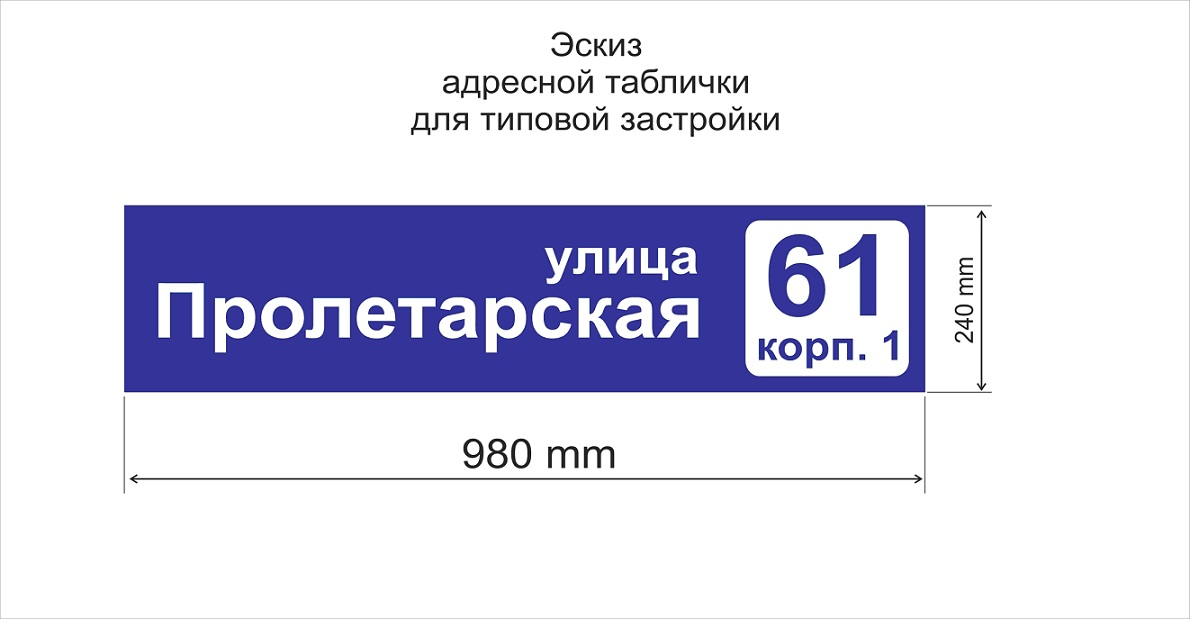 Эскиз
адресной таблички
для типовой застройки
улица
Пролетарская
61
корп. 1
240 mm
980 mm